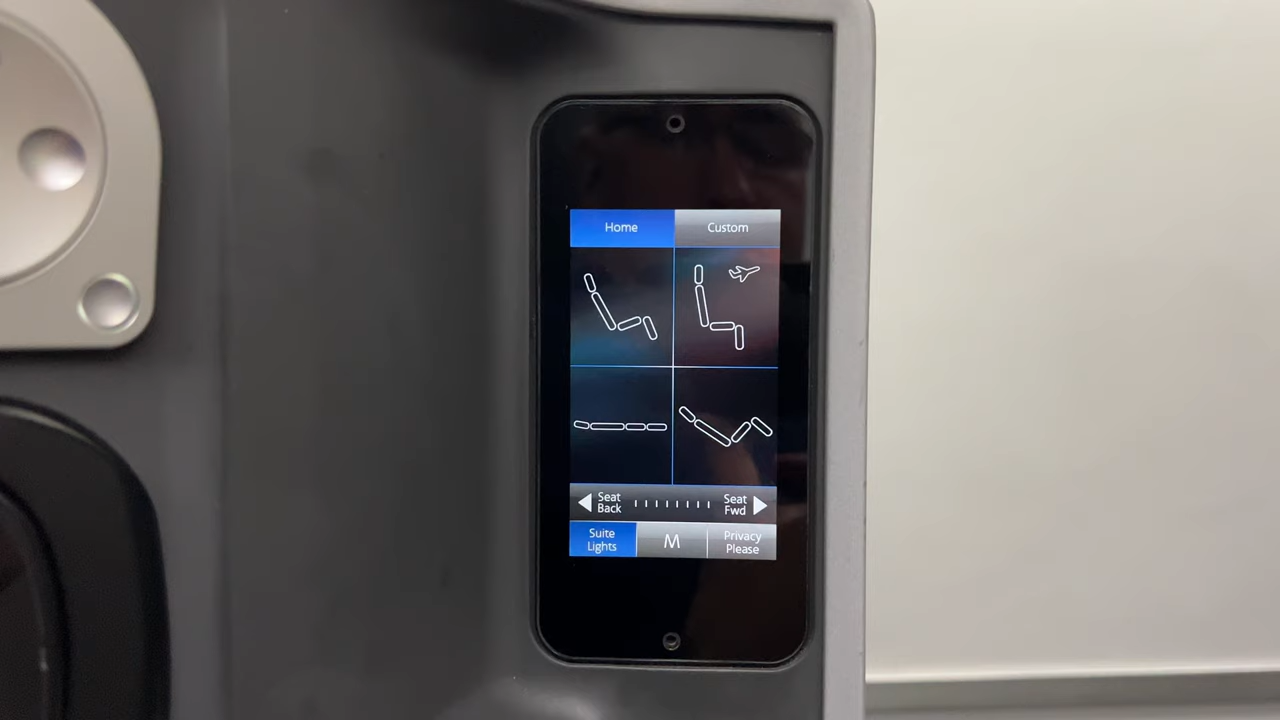 Home
Custom
Seat
Back
Seat
Fwd
Suite
Lights
M
Privacy
Please